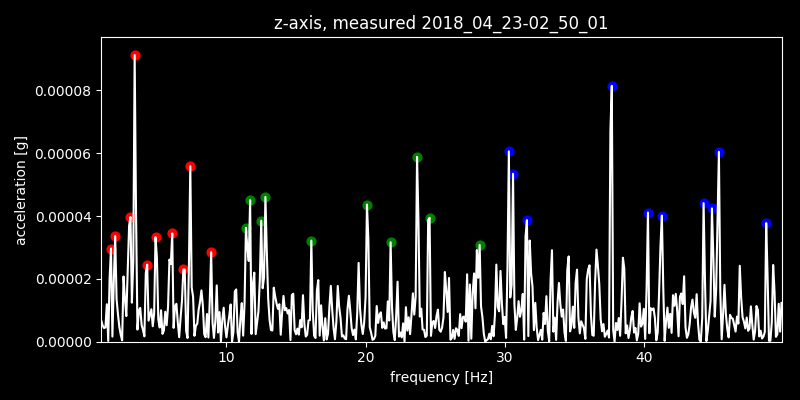 z-axis, measured 2018_04_23-02_50_01
acceleration [g]
0.00008
0.00006
0.00004
0.00002
0.00000
10 20 30 40
frequency [Hz]